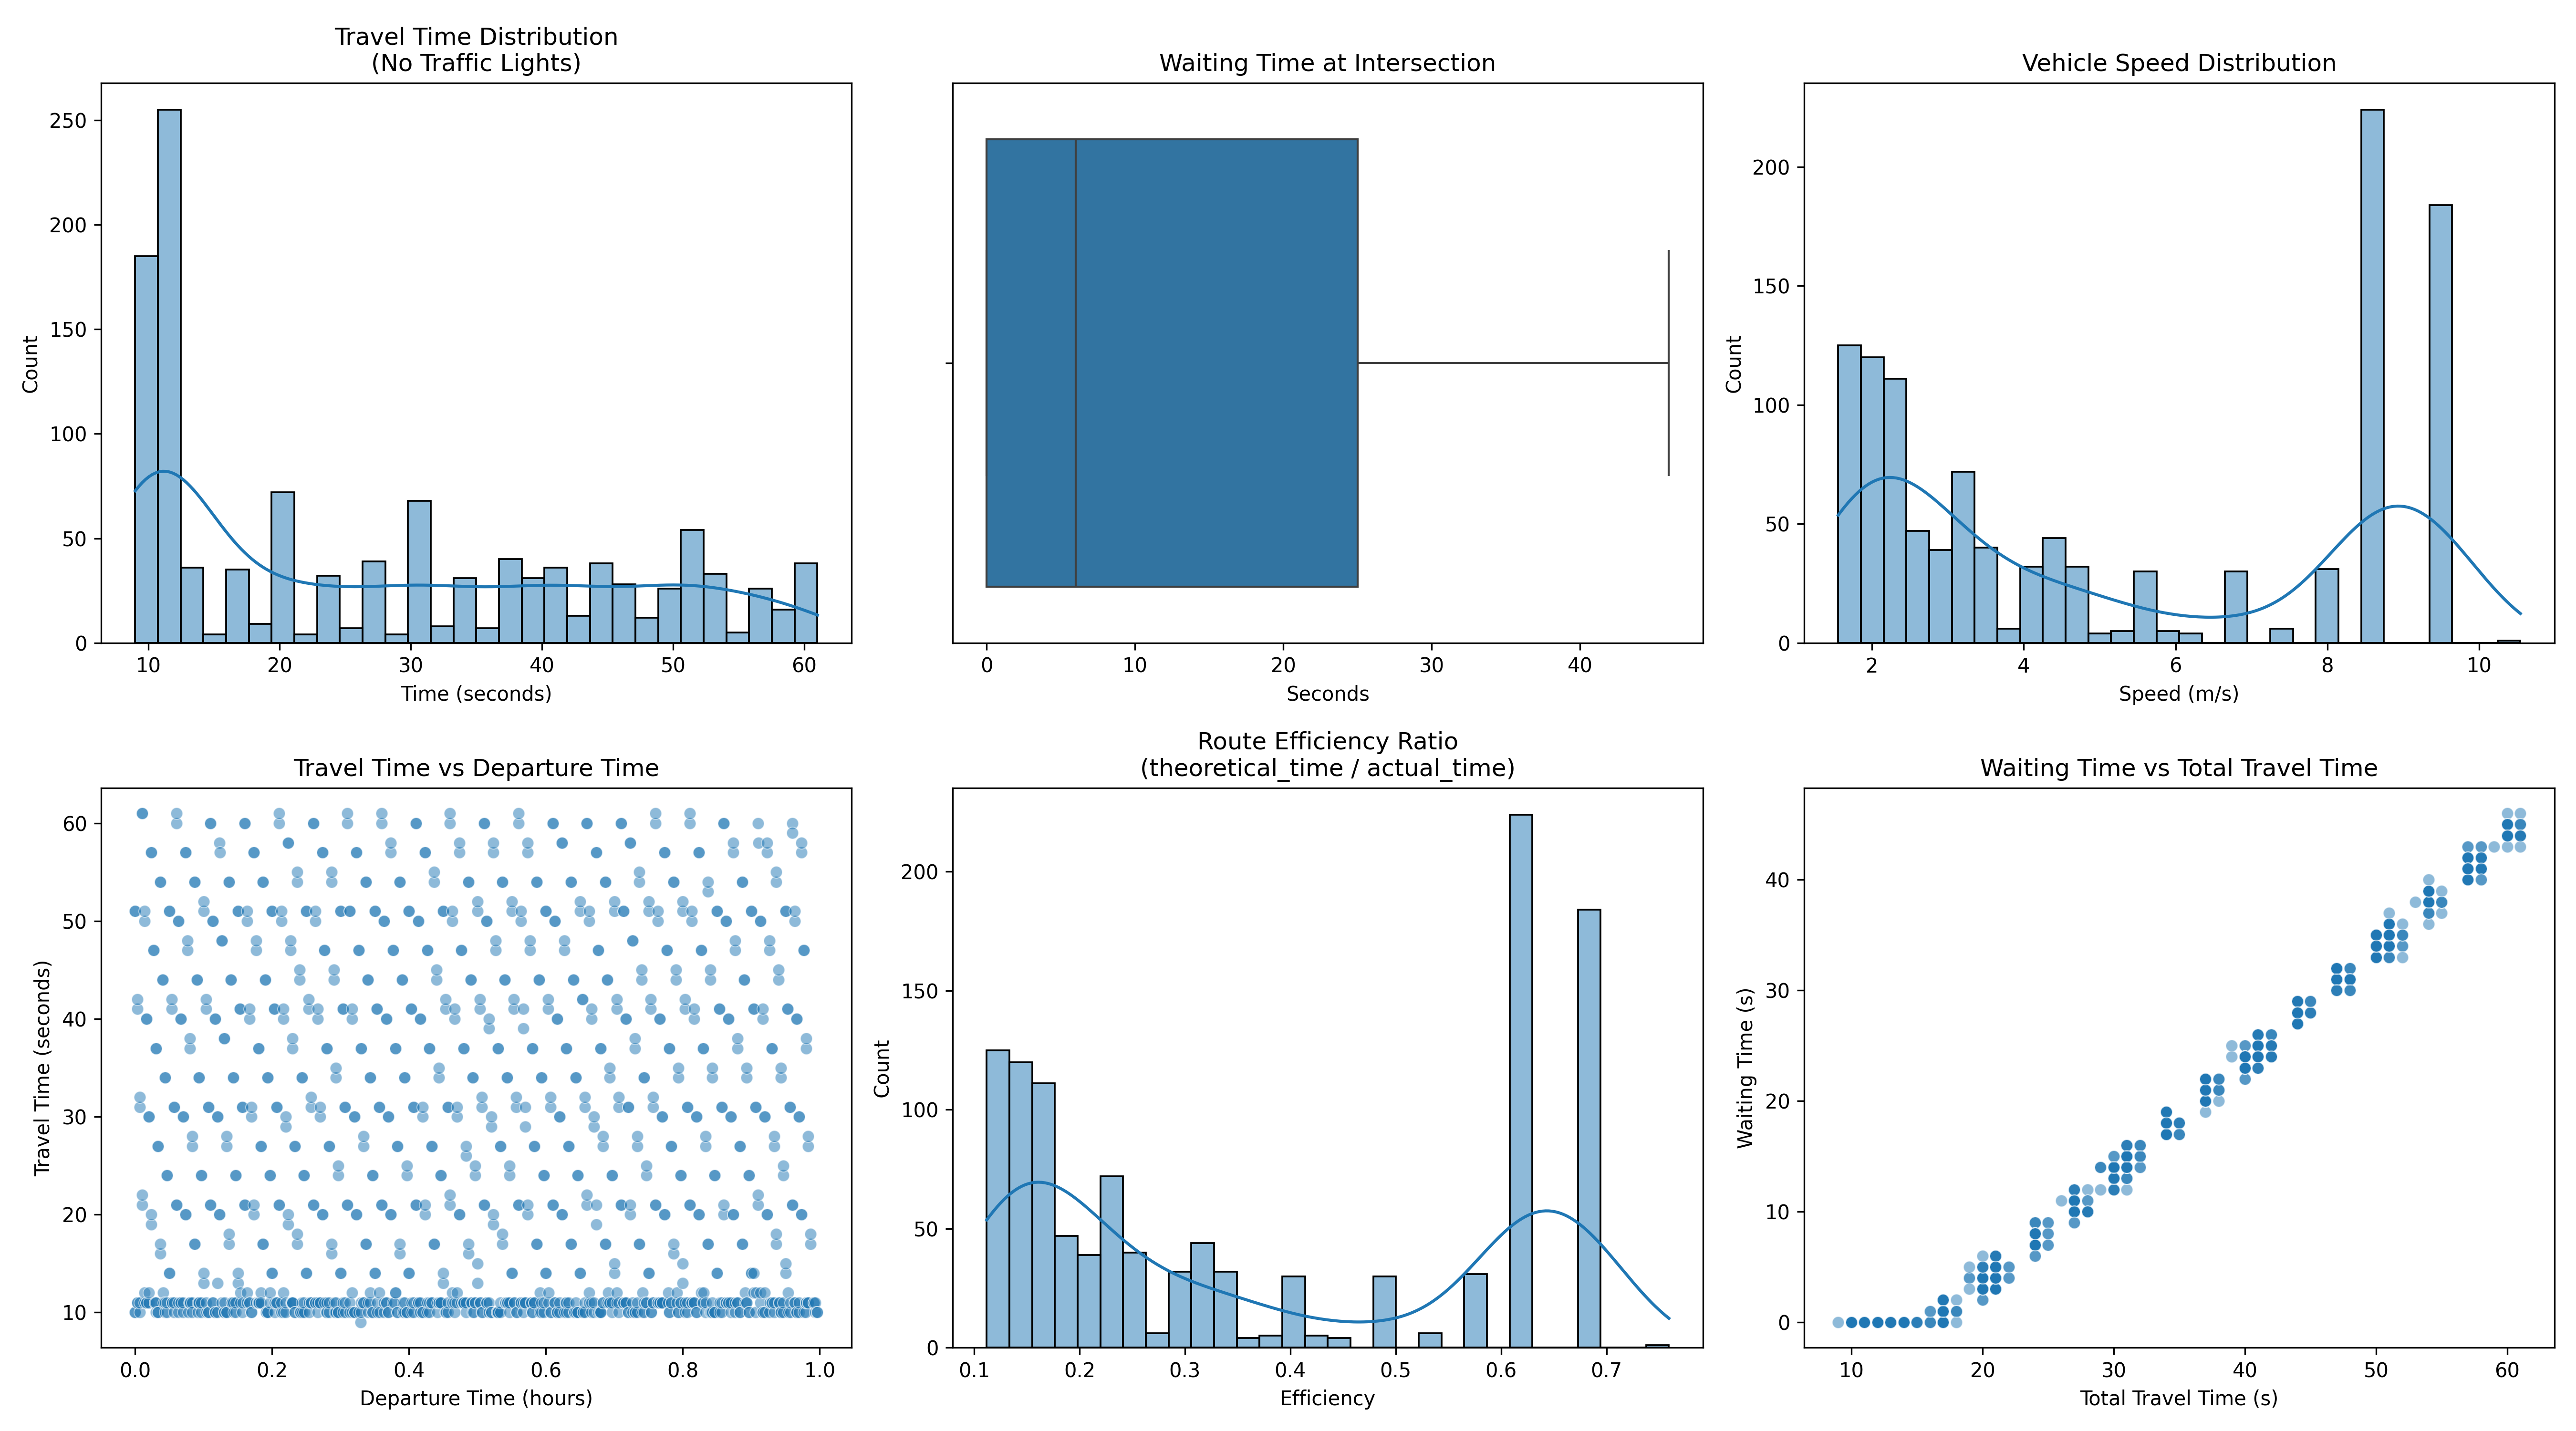 Travel Time Distribution
(No Traffic Lights)
Count
250
200
150
100
50
0
10 20 30 40 50 60
Time (seconds)
Waiting Time at Intersection
0 10 20 30 40
Seconds
Vehicle Speed Distribution
Count
200
150
100
50
0
2 4 6 8 10
Speed (m/s)
Travel Time vs Departure Time
Travel Time (seconds)
60
50
40
30
20
10
0.0 0.2 0.4 0.6 0.8 1.0
Departure Time (hours)
Route Efficiency Ratio
(theoretical_time / actual_time)
Count
200
150
100
50
0
0.1 0.2 0.3 0.4 0.5 0.6 0.7
Efficiency
Waiting Time vs Total Travel Time
Waiting Time (s)
40
30
20
10
0
10 20 30 40 50 60
Total Travel Time (s)